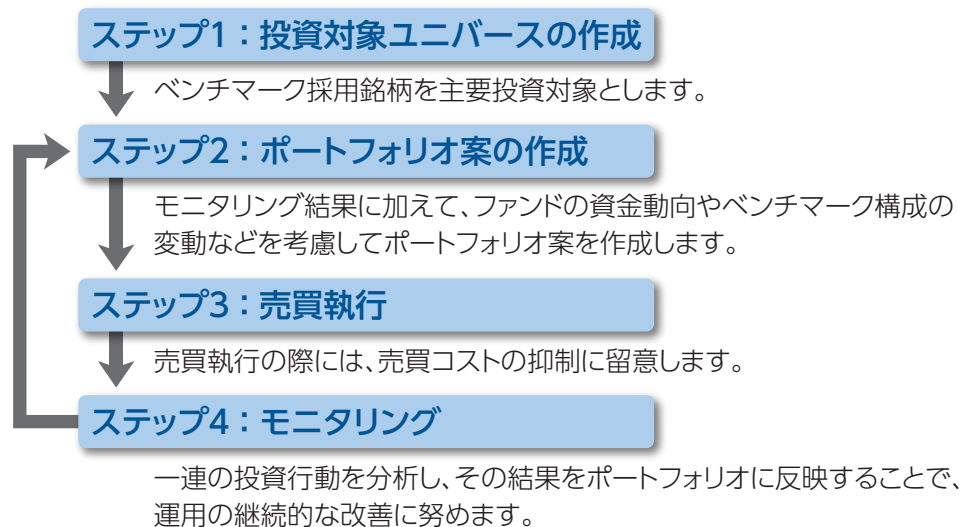 ステップ1：投資対象ユニバースの作成
ベンチマーク採用銘柄を主要投資対象とします。
ステップ2：ポートフォリオ案の作成
モニタリング結果に加えて、ファンドの資金動向やベンチマーク構成の
変動などを考慮してポートフォリオ案を作成します。
ステップ3：売買執行
売買執行の際には、売買コストの抑制に留意します。
ステップ4：モニタリング
一連の投資行動を分析し、その結果をポートフォリオに反映することで、
運用の継続的な改善に努めます。